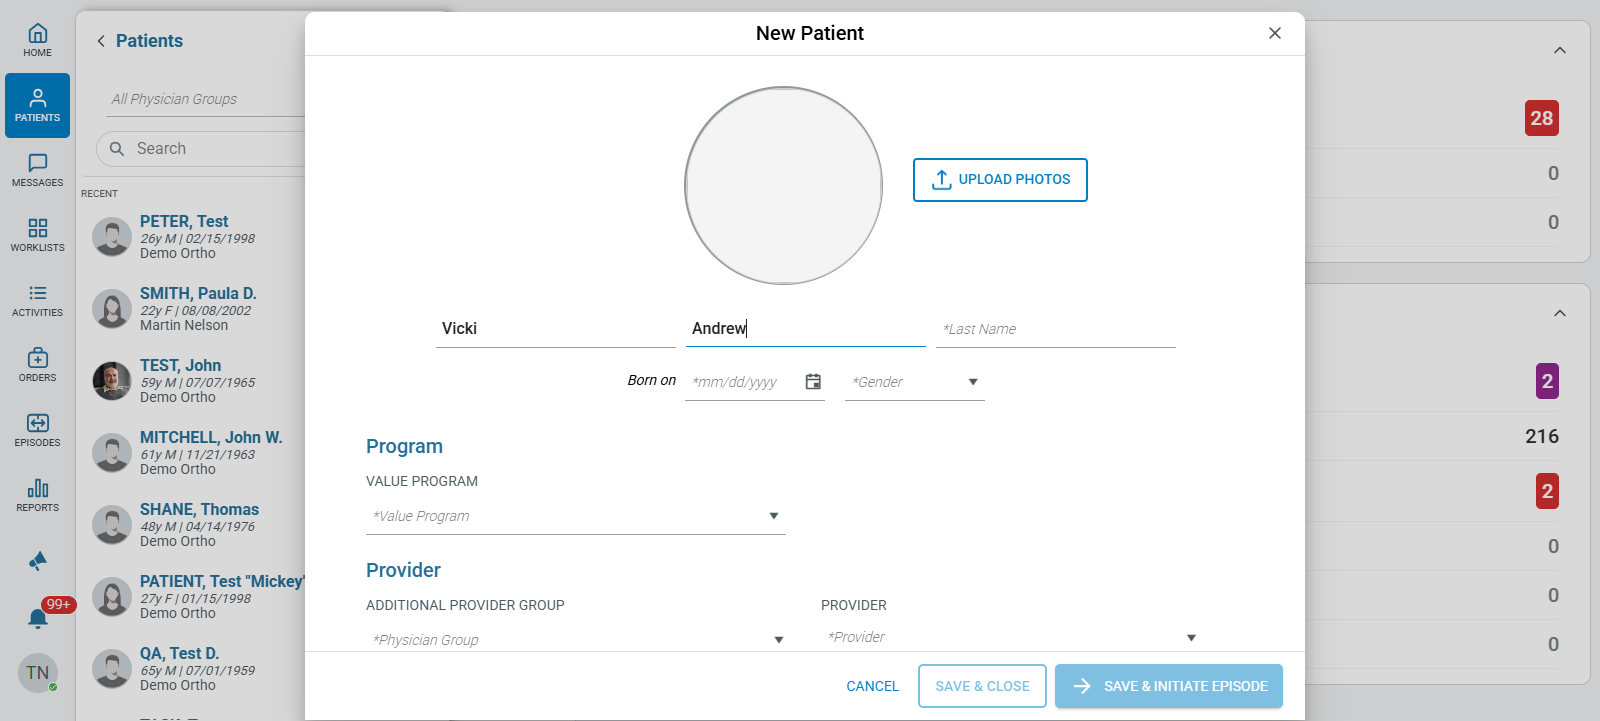 HOME
PATIENTS
MESSAGES
WORKLISTS
ACTIVITIES
ORDERS
EPISODES
REPORTS
99+
TN
Patients
All Physician Groups
Search
RECENT
PETER, Test
26y M | 02/15/1998
Demo Ortho
SMITH, Paula D.
22y F | 08/08/2002
Martin Nelson
TEST, John
59y M | 07/07/1965
Demo Ortho
MITCHELL, John W.
61y M | 11/21/1963
Demo Ortho
SHANE, Thomas
48y M | 04/14/1976
Demo Ortho
PATIENT, Test "Mickey"
27y F | 01/15/1998
Demo Ortho
QA, Test D.
65y M | 07/01/1959
Demo Ortho
New Patient
UPLOAD PHOTOS
Vicki
Andrew
*Last Name
Born on
*mm/dd/yyyy
*Gender
Program
VALUE PROGRAM
*Value Program
Provider
ADDITIONAL PROVIDER GROUP
PROVIDER
*Physician Group
*Provider
CANCEL
SAVE & CLOSE
SAVE & INITIATE EPISODE
28
0
0
2
216
2
0
0
0